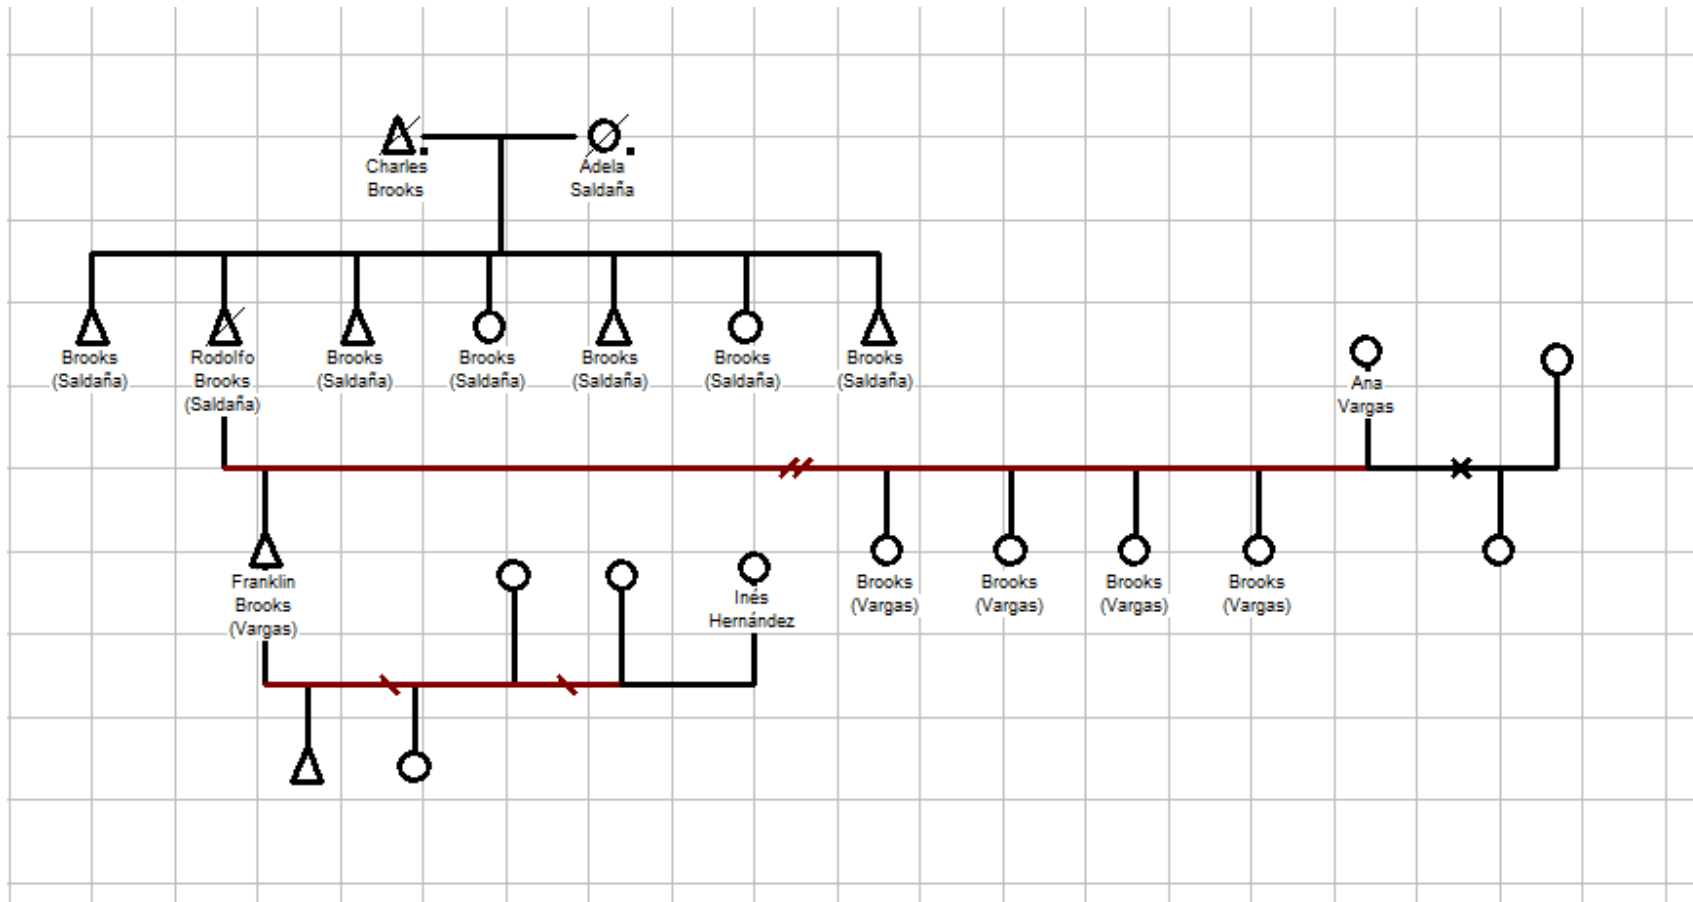 Charles
Brooks
Adela
Saldaña
Brooks
(Saldaña)
Rodolfo
Brooks
(Saldaña)
Brooks
(Saldaña)
Brooks
(Saldaña)
Brooks
(Saldaña)
Brooks
(Saldaña)
Brooks
(Saldaña)
Ana
Vargas
Franklin
Brooks
(Vargas)
Inés
Hernández
Brooks
(Vargas)
Brooks
(Vargas)
Brooks
(Vargas)
Brooks
(Vargas)